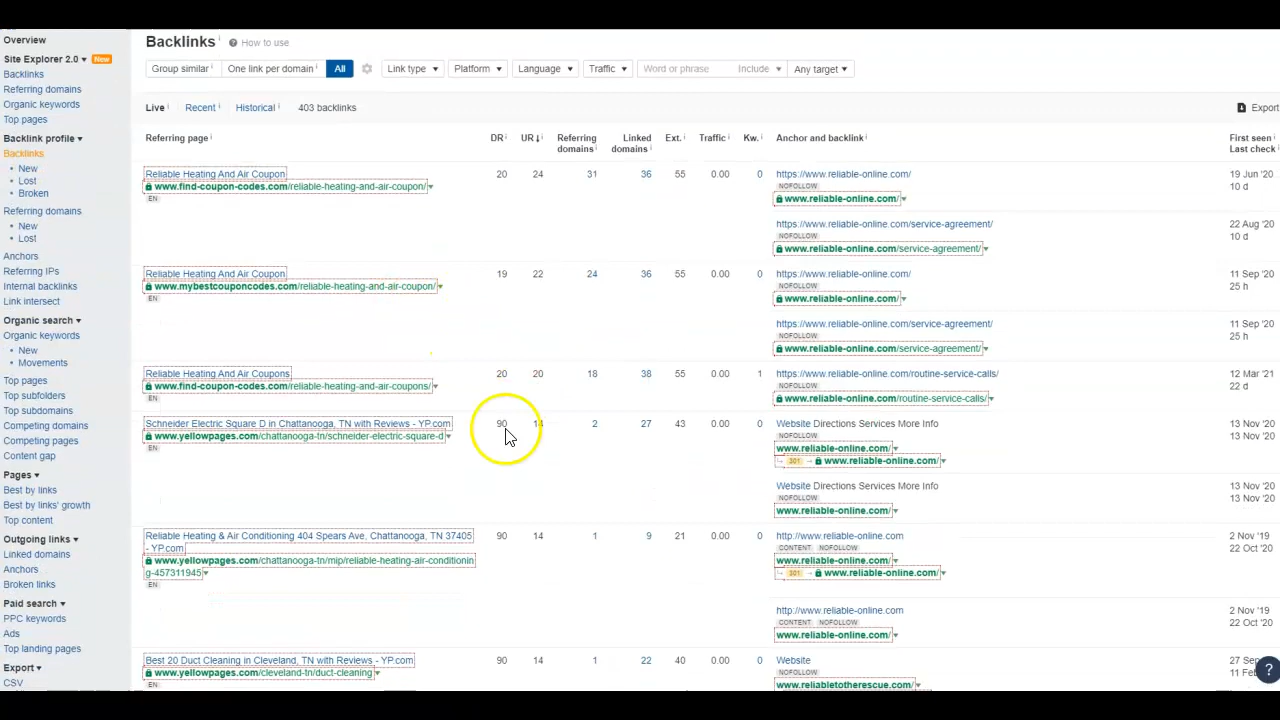 Overview
Site Explorer 2.0 New
Backlinks
Referring domains
Organic keywords
Top pages
Backlink profile
Backlinks
New
Lost
Broken
Referring domains
New
Lost
Anchors
Referring IPs
Internal backlinks
Link intersect
Organic search
Organic keywords
New
Movements
Top pages
Top subfolders
Top subdomains
Competing domains
Competing pages
Content gap
Pages
Best by links
Best by links' growth
Top content
Outgoing links
Linked domains
Anchors
Broken links
Paid search
PPC keywords
Ads
Top landing pages
Export
CSV
Backlinks How to use
Group similar One link per domain All Link type Platform Language Traffic Word or phrase Include Any target
Live Recent Historical 403 backlinks Export
Referring page DR UR Referring domains Linked domains Ext. Traffic Kw. Anchor and backlink First seen Last check
Reliable Heating And Air Coupon 20 24 31 36 55 0.00 0 https://www.reliable-online.com/ 19 Jun '20
www.find-coupon-codes.com/reliable-heating-and-air-coupon/ NOFOLLOW 10 d
EN www.reliable-online.com/
https://www.reliable-online.com/service-agreement/ 22 Aug '20
NOFOLLOW 10 d
www.reliable-online.com/service-agreement/
Reliable Heating And Air Coupon 19 22 24 36 55 0.00 0 https://www.reliable-online.com/ 11 Sep '20
www.mybestcouponcodes.com/reliable-heating-and-air-coupon/ NOFOLLOW 25 h
EN www.reliable-online.com/
https://www.reliable-online.com/service-agreement/ 11 Sep '20
NOFOLLOW 25 h
www.reliable-online.com/service-agreement/
Reliable Heating And Air Coupons 20 20 18 38 55 0.00 1 https://www.reliable-online.com/routine-service-calls/ 12 Mar '21
www.find-coupon-codes.com/reliable-heating-and-air-coupons/ NOFOLLOW 22 d
EN www.reliable-online.com/routine-service-calls/
Schneider Electric Square D in Chattanooga, TN with Reviews - YP.com 90 14 2 27 43 0.00 0 Website Directions Services More Info 13 Nov '20
www.yellowpages.com/chattanooga-tn/schneider-electric-square-d NOFOLLOW 13 Nov '20
EN www.reliable-online.com/
301 → www.reliable-online.com/
Website Directions Services More Info 13 Nov '20
NOFOLLOW 13 Nov '20
www.reliable-online.com/
Reliable Heating & Air Conditioning 404 Spears Ave, Chattanooga, TN 37405 90 14 1 9 21 0.00 0 http://www.reliable-online.com 2 Nov '19
- YP.com CONTENT NOFOLLOW 22 Oct '20
www.yellowpages.com/chattanooga-tn/mip/reliable-heating-air-conditionin www.reliable-online.com/
g-457311945 301 → www.reliable-online.com/
EN
http://www.reliable-online.com 2 Nov '19
CONTENT NOFOLLOW 22 Oct '20
www.reliable-online.com/
Best 20 Duct Cleaning in Cleveland, TN with Reviews - YP.com 90 14 1 22 40 0.00 0 Website 27 Sep
www.yellowpages.com/cleveland-tn/duct-cleaning NOFOLLOW 11 Feb
EN www.reliabletotherescue.com/